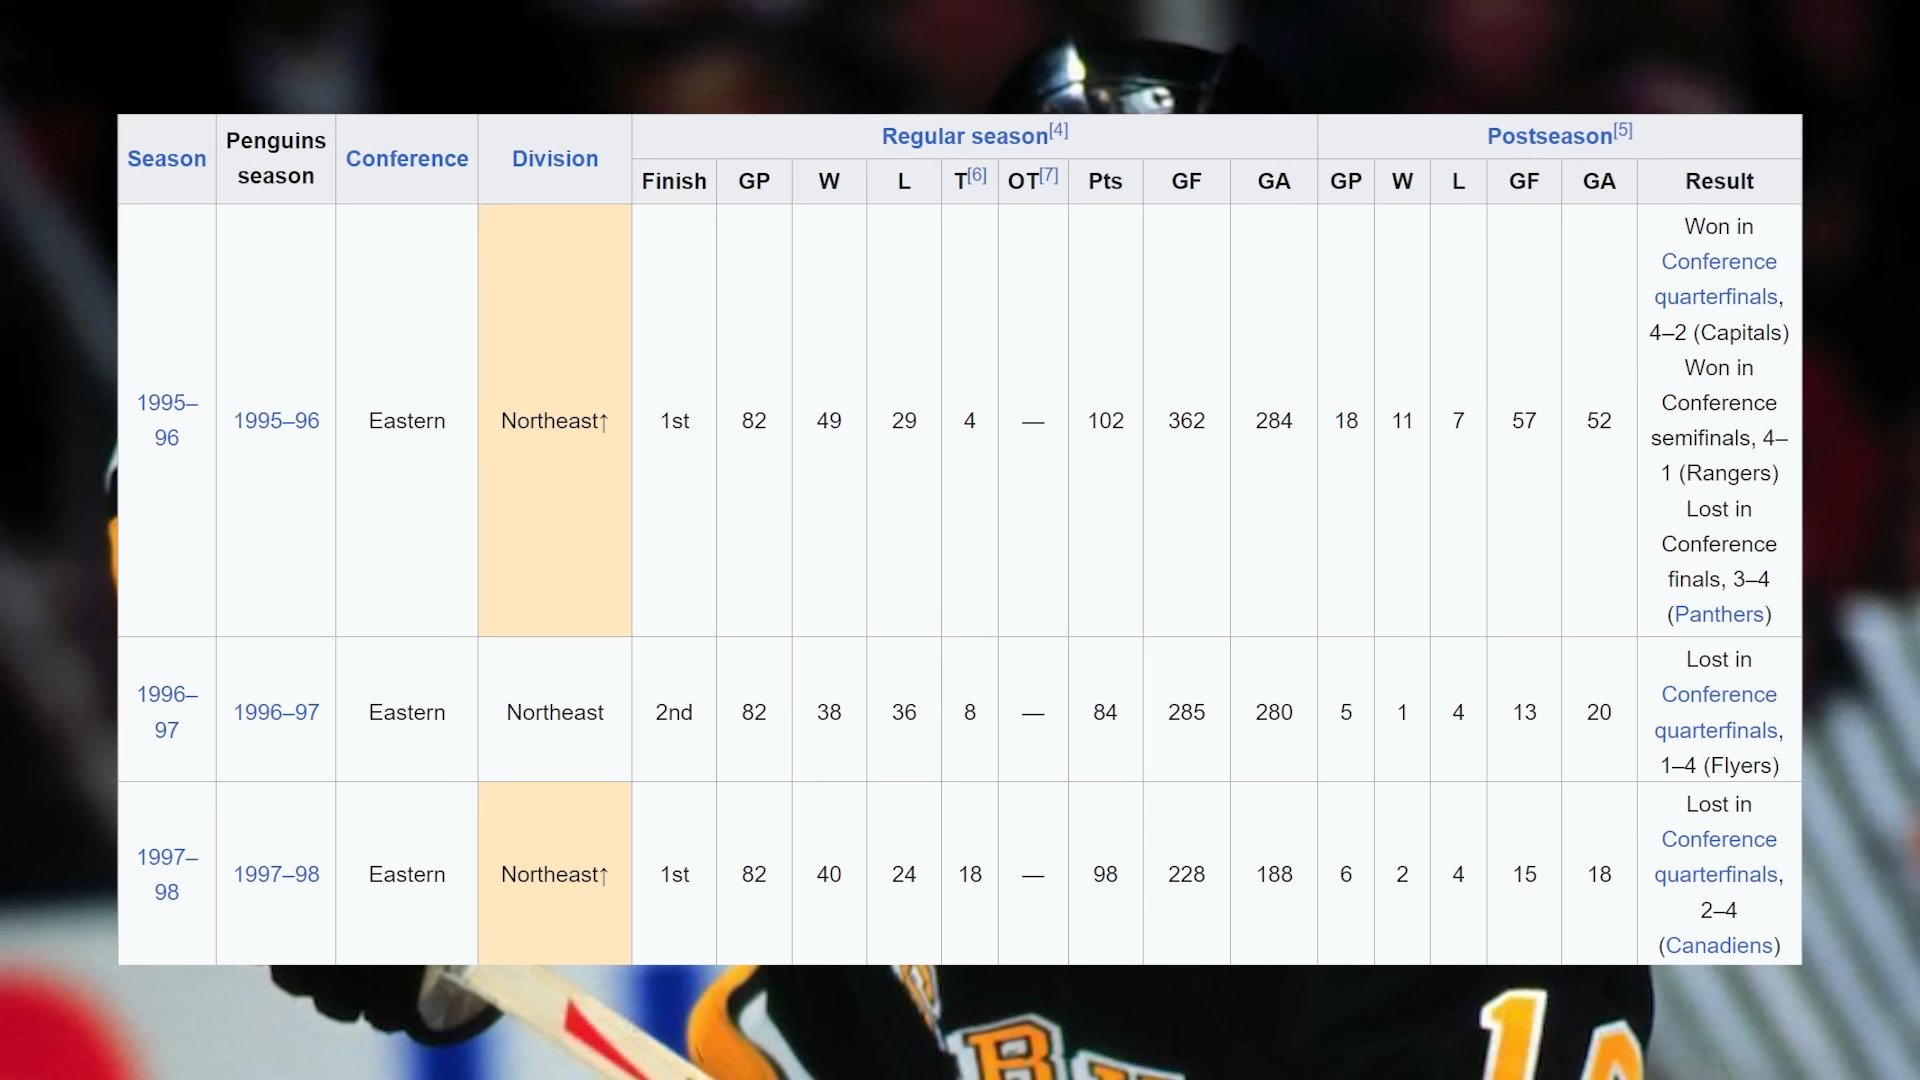 Season Penguins season Conference Division Regular season[4] Postseason[5]
Finish GP W L T[6] OT[7] Pts GF GA GP W L GF GA Result
1995–96 1995–96 Eastern Northeast↑ 1st 82 49 29 4 — 102 362 284 18 11 7 57 52
Won in
Conference
quarterfinals,
4–2 (Capitals)
Won in
Conference
semifinals, 4–
1 (Rangers)
Lost in
Conference
finals, 3–4
(Panthers)
1996–97 1996–97 Eastern Northeast 2nd 82 38 36 8 — 84 285 280 5 1 4 13 20
Lost in
Conference
quarterfinals,
1–4 (Flyers)
1997–98 1997–98 Eastern Northeast↑ 1st 82 40 24 18 — 98 228 188 6 2 4 15 18
Lost in
Conference
quarterfinals,
2–4
(Canadiens)